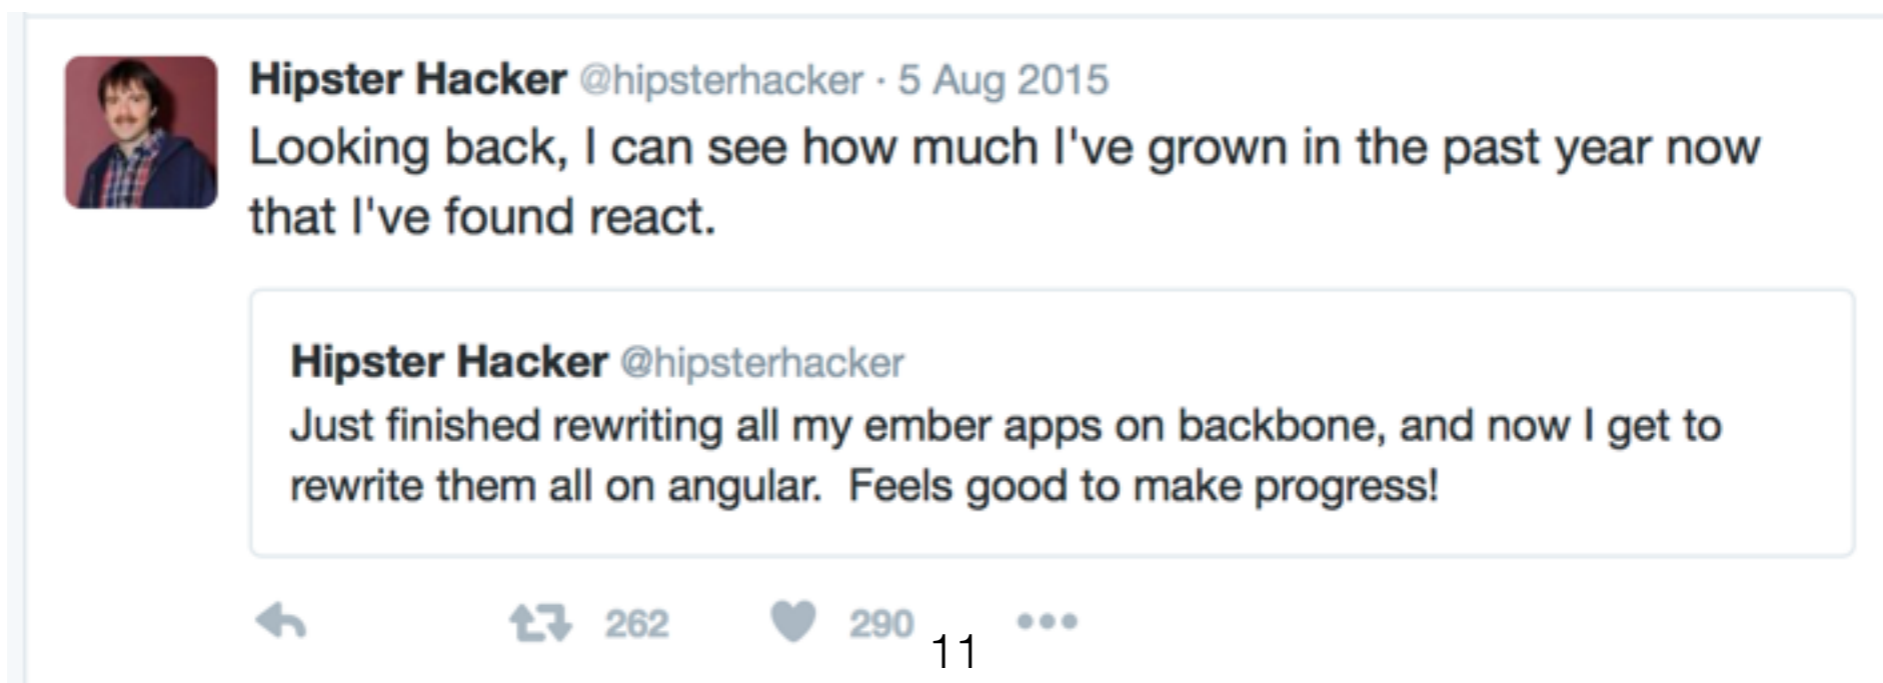 Hipster Hacker @hipsterhacker · 5 Aug 2015
Looking back, I can see how much I've grown in the past year now
that I've found react.
Hipster Hacker @hipsterhacker
Just finished rewriting all my ember apps on backbone, and now I get to
rewrite them all on angular.  Feels good to make progress!
262 290
11